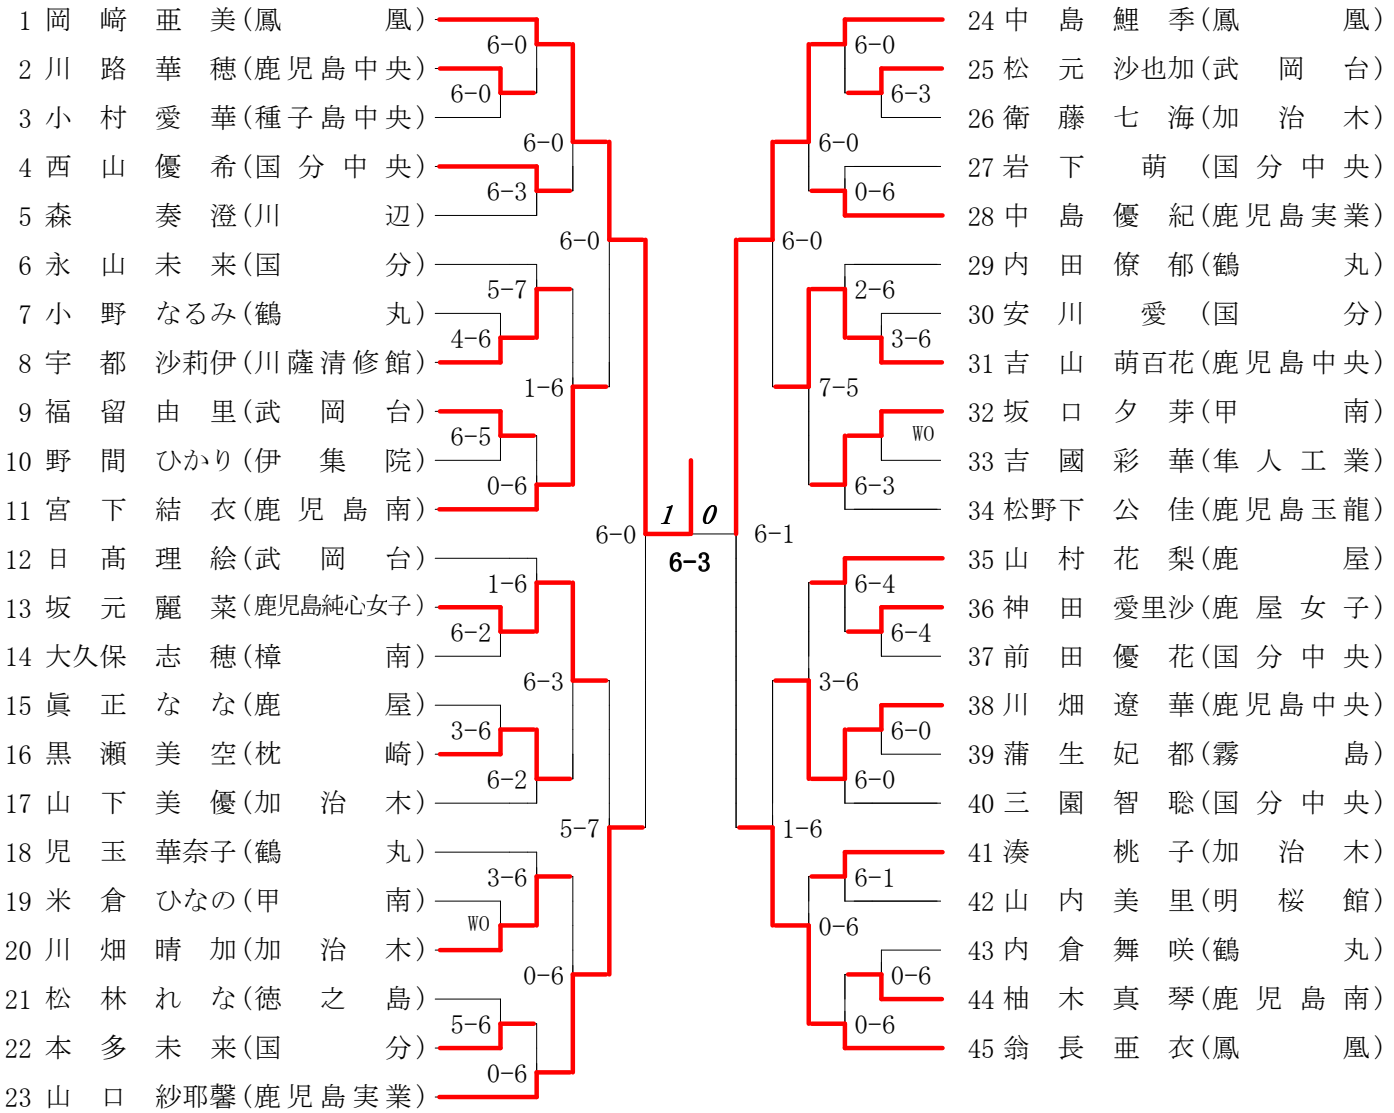 1 岡 﨑 亜 美(鳳 凰)
6-0
2 川 路 華 穂(鹿児島中央)
6-0
3 小 村 愛 華(種子島中央)
6-0
4 西 山 優 希(国 分 中 央)
6-3
5 森 奏 澄(川 辺)
6-0
6 永 山 未 来(国 分)
5-7
7 小 野 なるみ(鶴 丸)
4-6
8 宇 都 沙莉伊(川薩清修館)
1-6
9 福 留 由 里(武 岡 台)
6-5
10 野 間 ひかり(伊 集 院)
0-6
11 宮 下 結 衣(鹿 児 島 南)
6-0
12 日 髙 理 絵(武 岡 台)
1-6
13 坂 元 麗 菜(鹿児島純心女子)
6-2
14 大久保 志 穂(樟 南)
6-3
15 眞 正 な な(鹿 屋)
3-6
16 黒 瀬 美 空(枕 崎)
6-2
17 山 下 美 優(加 治 木)
5-7
18 児 玉 華奈子(鶴 丸)
3-6
19 米 倉 ひなの(甲 南)
WO
20 川 畑 晴 加(加 治 木)
0-6
21 松 林 れ な(徳 之 島)
5-6
22 本 多 未 来(国 分)
0-6
23 山 口 紗耶馨(鹿児島実業)
1 0
6-3
24 中 島 鯉 季(鳳 凰)
6-0
25 松 元 沙也加(武 岡 台)
6-3
26 衛 藤 七 海(加 治 木)
6-0
27 岩 下 萌 (国 分 中 央)
0-6
28 中 島 優 紀(鹿児島実業)
6-0
29 内 田 僚 郁(鶴 丸)
2-6
30 安 川 愛 (国 分)
3-6
31 吉 山 萌百花(鹿児島中央)
7-5
32 坂 口 夕 芽(甲 南)
WO
33 吉 國 彩 華(隼 人 工 業)
6-3
34 松野下 公 佳(鹿児島玉龍)
6-1
35 山 村 花 梨(鹿 屋)
6-4
36 神 田 愛里沙(鹿 屋 女 子)
6-4
37 前 田 優 花(国 分 中 央)
3-6
38 川 畑 遼 華(鹿児島中央)
6-0
39 蒲 生 妃 都(霧 島)
6-0
40 三 園 智 聡(国 分 中 央)
1-6
41 湊 桃 子(加 治 木)
6-1
42 山 内 美 里(明 桜 館)
0-6
43 内 倉 舞 咲(鶴 丸)
0-6
44 柚 木 真 琴(鹿 児 島 南)
0-6
45 翁 長 亜 衣(鳳 凰)